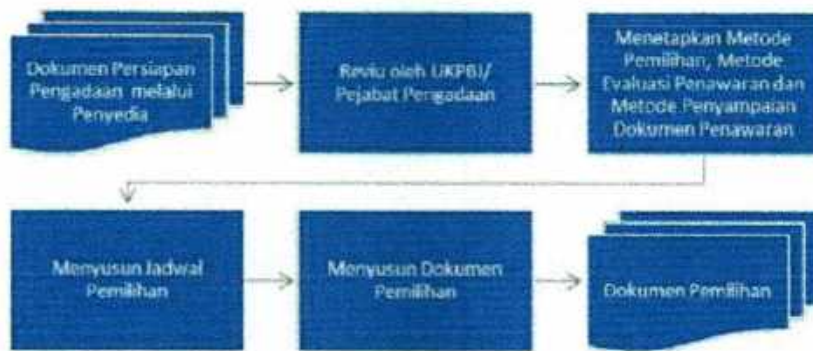 Dokumen Persiapan
Pengadaan melalui
Penyedia
Reviu oleh UKPBJ/
Pejabat Pengadaan
Menetapkan Metode
Pemilihan, Metode
Evaluasi Penawaran dan
Metode Penyampaian
Dokumen Penawaran
Menyusun Jadwal
Pemilihan
Menyusun Dokumen
Pemilihan
Dokumen Pemilihan